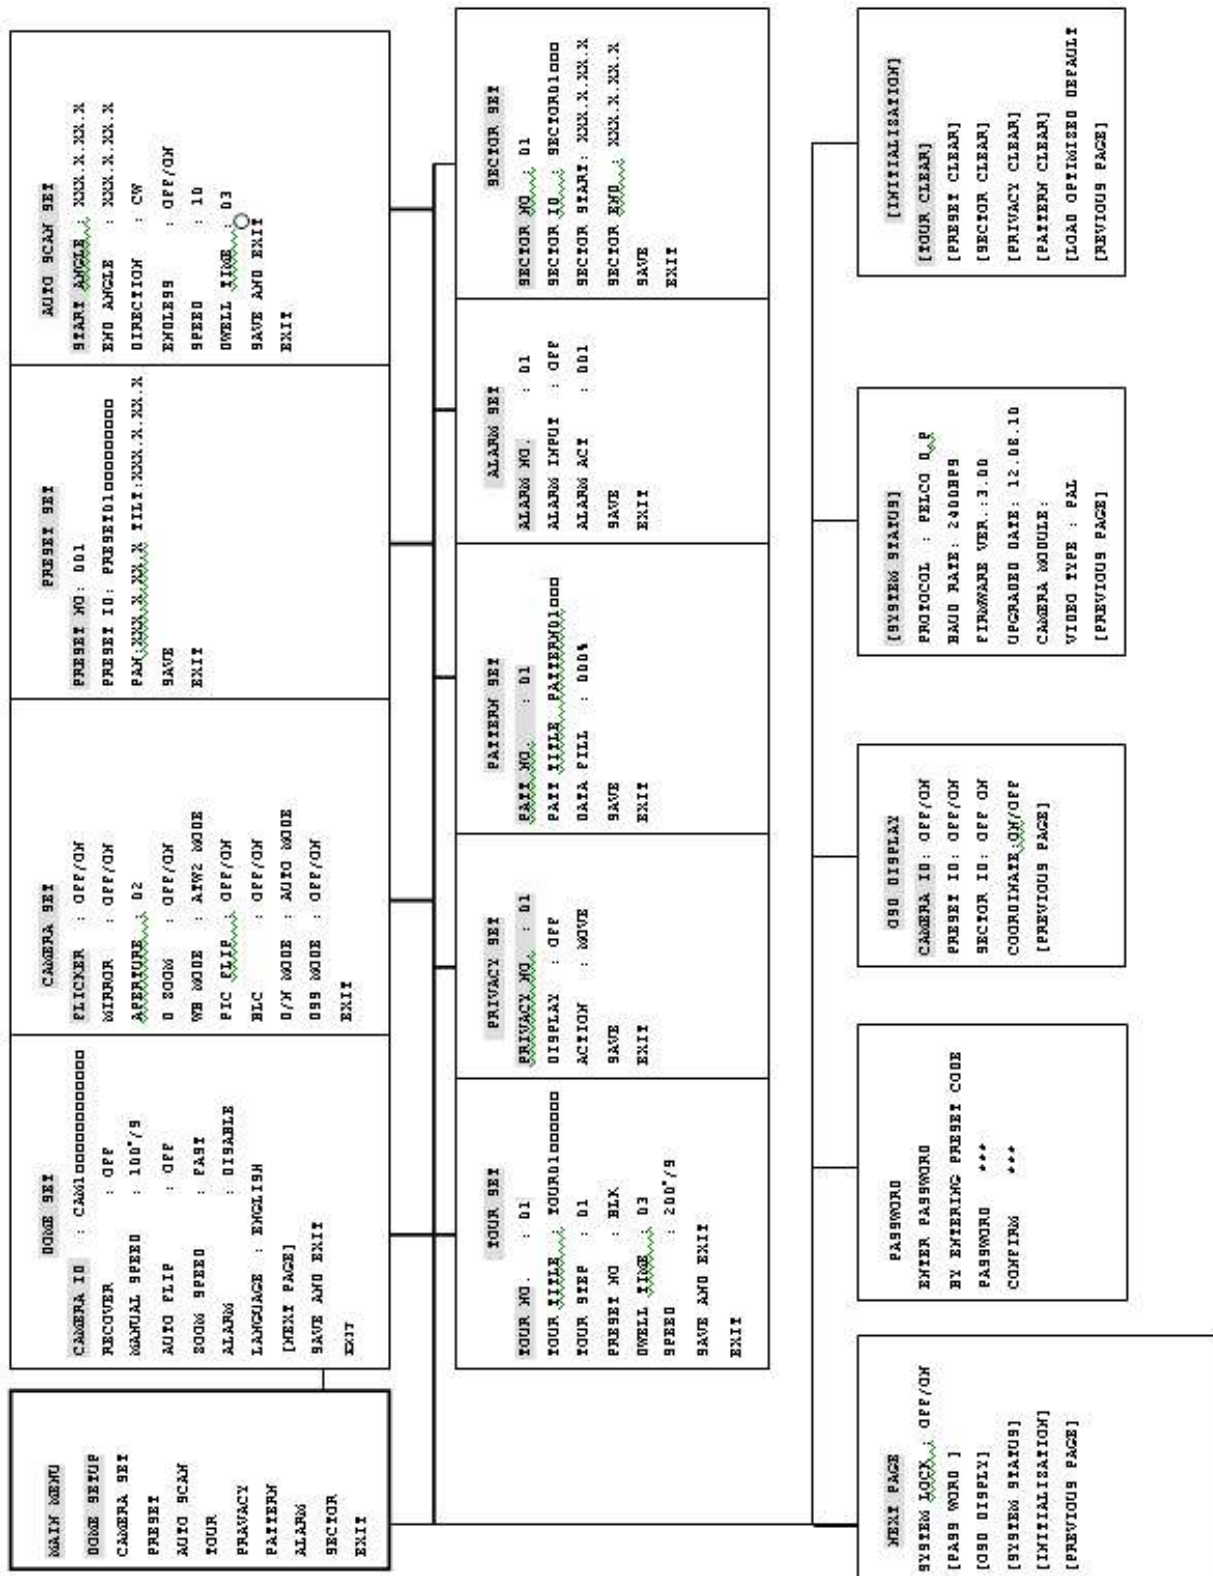 MAIN MENU
DOME SETUP
CAMERA SET
PRESET
AUTO SCAN
TOUR
PRAVACY
PATTERN
ALARM
SECTOR
EXIT
DOME SET
CAMERA ID : CAM1□□□□□□□□□□□□
RECOVER : OFF
MANUAL SPEED : 100°/S
AUTO FLIP : OFF
ZOOM SPEED : FAST
ALARM : DISABLE
LANGUAGE : ENGLISH
[NEXT PAGE]
SAVE AND EXIT
EXIT
CAMERA SET
FLICKER : OFF/ON
MIRROR : OFF/ON
APERTURE : 02
D ZOOM : OFF/ON
WB MODE : ATW2 MODE
PIC FLIP : OFF/ON
BLC : OFF/ON
D/N MODE : AUTO MODE
DSS MODE : OFF/ON
EXIT
PRESET SET
PRESET NO: 001
PRESET ID: PRESET01□□□□□□□□
PAN:XXX.X.XX.X TILT:XXX.X.XX.X
SAVE
EXIT
AUTO SCAN SET
START ANGLE : XXX.X.XX.X
END ANGLE : XXX.X.XX.X
DIRECTION : CW
ENDLESS : OFF/ON
SPEED : 10
DWELL TIME : 03
SAVE AND EXIT
EXIT
TOUR SET
TOUR NO. : 01
TOUR TITLE : TOUR01□□□□□□□
TOUR STEP : 01
PRESET NO : BLK
DWELL TIME : 03
SPEED : 200°/S
SAVE AND EXIT
EXIT
PRIVACY SET
PRIVACY NO. : 01
DISPLAY : OFF
ACTION : MOVE
SAVE
EXIT
PATTERN SET
PATT NO. : 01
PATT TITLE PATTERN01□□□
DATA FILL : 000%
SAVE
EXIT
ALARM SET
ALARM NO. : 01
ALARM INPUT : OFF
ALARM ACT : 001
SAVE
EXIT
SECTOR SET
SECTOR NO. : 01
SECTOR ID : SECTOR01□□□
SECTOR START: XXX.X.XX.X
SECTOR END : XXX.X.XX.X
SAVE
EXIT
NEXT PAGE
SYSTEM LOCK : OFF/ON
[PASS WORD ]
[OSD DISPLY]
[SYSTEM STATUS]
[INITIALISATION]
[PREVIOUS PAGE]
PASSWORD
ENTER PASSWORD
BY ENTERING PRESET CODE
PASSWORD ***
CONFIRM ***
OSD DISPLAY
CAMERA ID: OFF/ON
PRESET ID: OFF/ON
SECTOR ID: OFF ON
COORDINATE:ON/OFF
[PREVIOUS PAGE]
[SYSTEM STATUS]
PROTOCOL : PELCO D,P
BAUD RATE: 2400BPS
FIRMWARE VER.:3.00
UPGRADED DATE: 12.08.10
CAMERA MODULE:
VIDEO TYPE : PAL
[PREVIOUS PAGE]
[INITIALISATION]
[TOUR CLEAR]
[PRESET CLEAR]
[SECTOR CLEAR]
[PRIVACY CLEAR]
[PATTERN CLEAR]
[LOAD OPTIMISED DEFAULT
[REVIOUS PAGE]